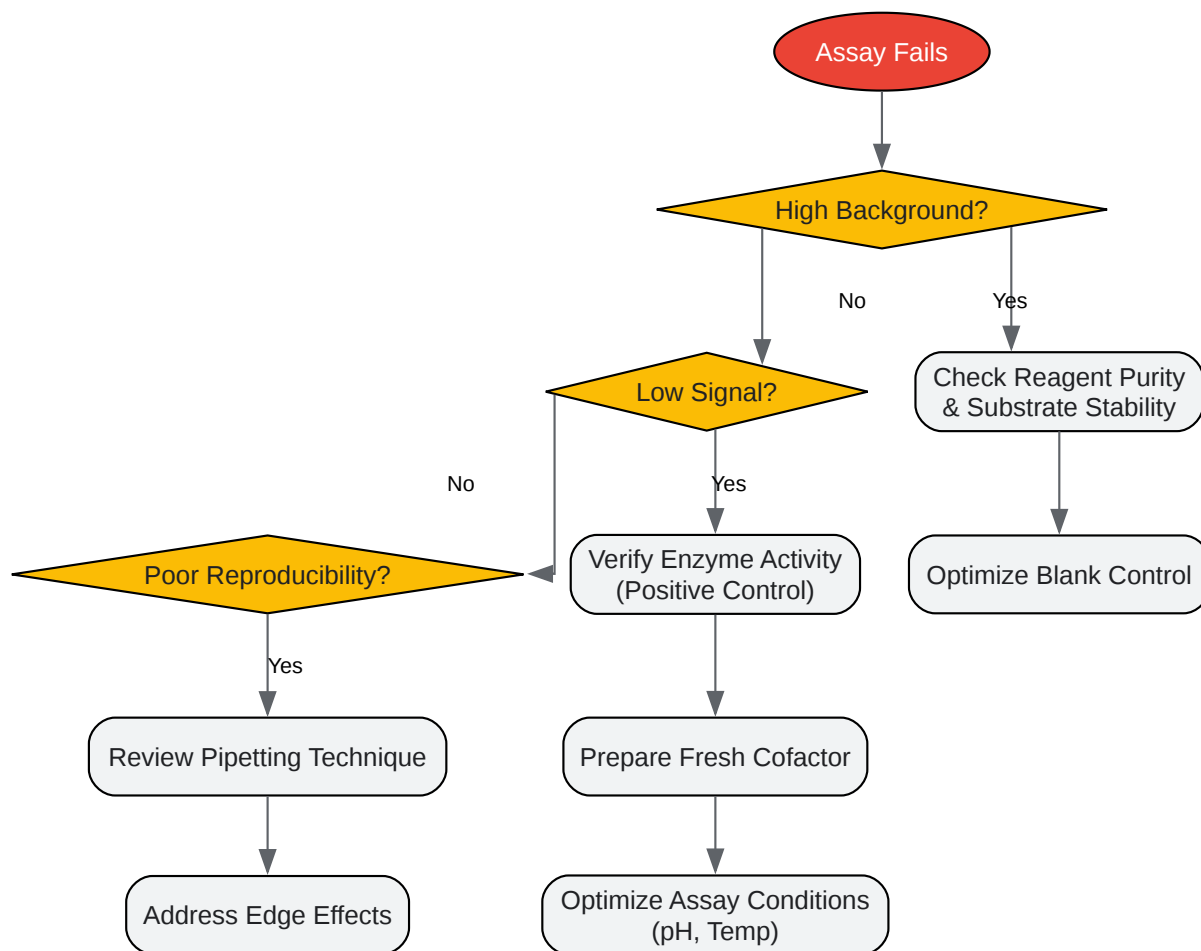 Assay Fails
High Background?
No
Yes
Low Signal?
Check Reagent Purity
& Substrate Stability
No
Yes
Poor Reproducibility?
Verify Enzyme Activity
(Positive Control)
Optimize Blank Control
Yes
Review Pipetting Technique
Prepare Fresh Cofactor
Address Edge Effects
Optimize Assay Conditions
(pH, Temp)